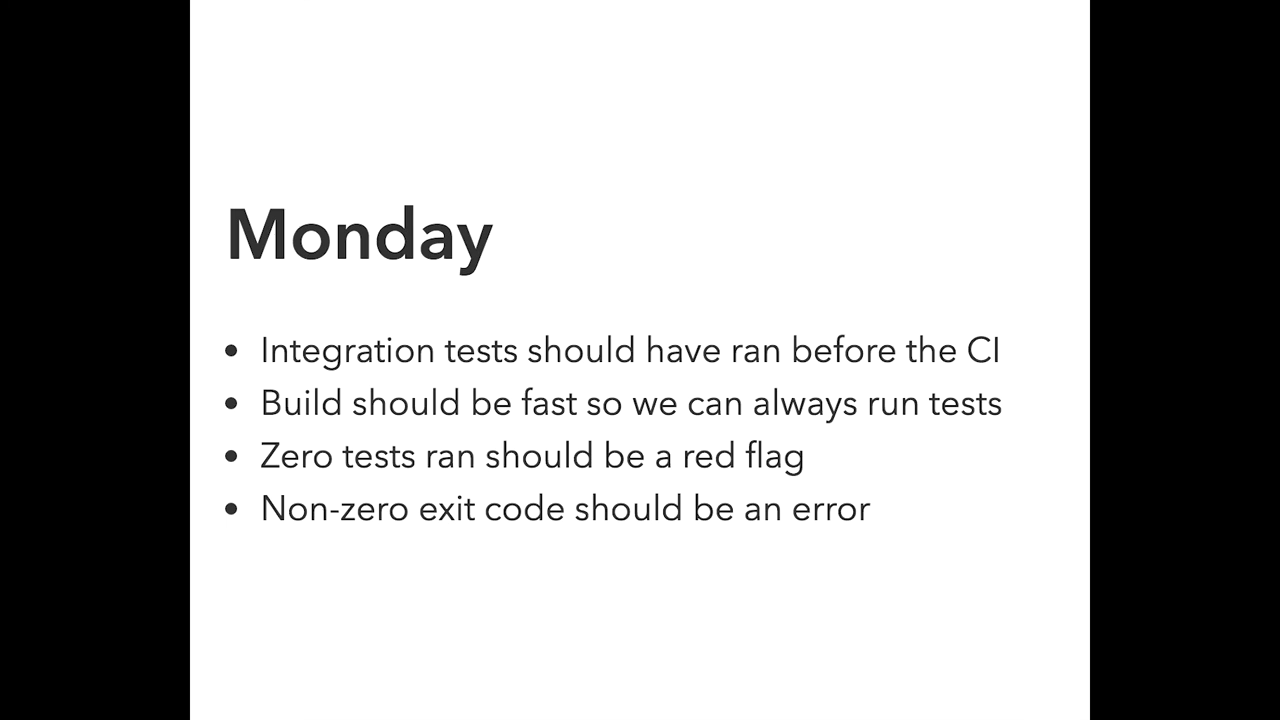 Monday
• Integration tests should have ran before the CI
• Build should be fast so we can always run tests
• Zero tests ran should be a red flag
• Non-zero exit code should be an error